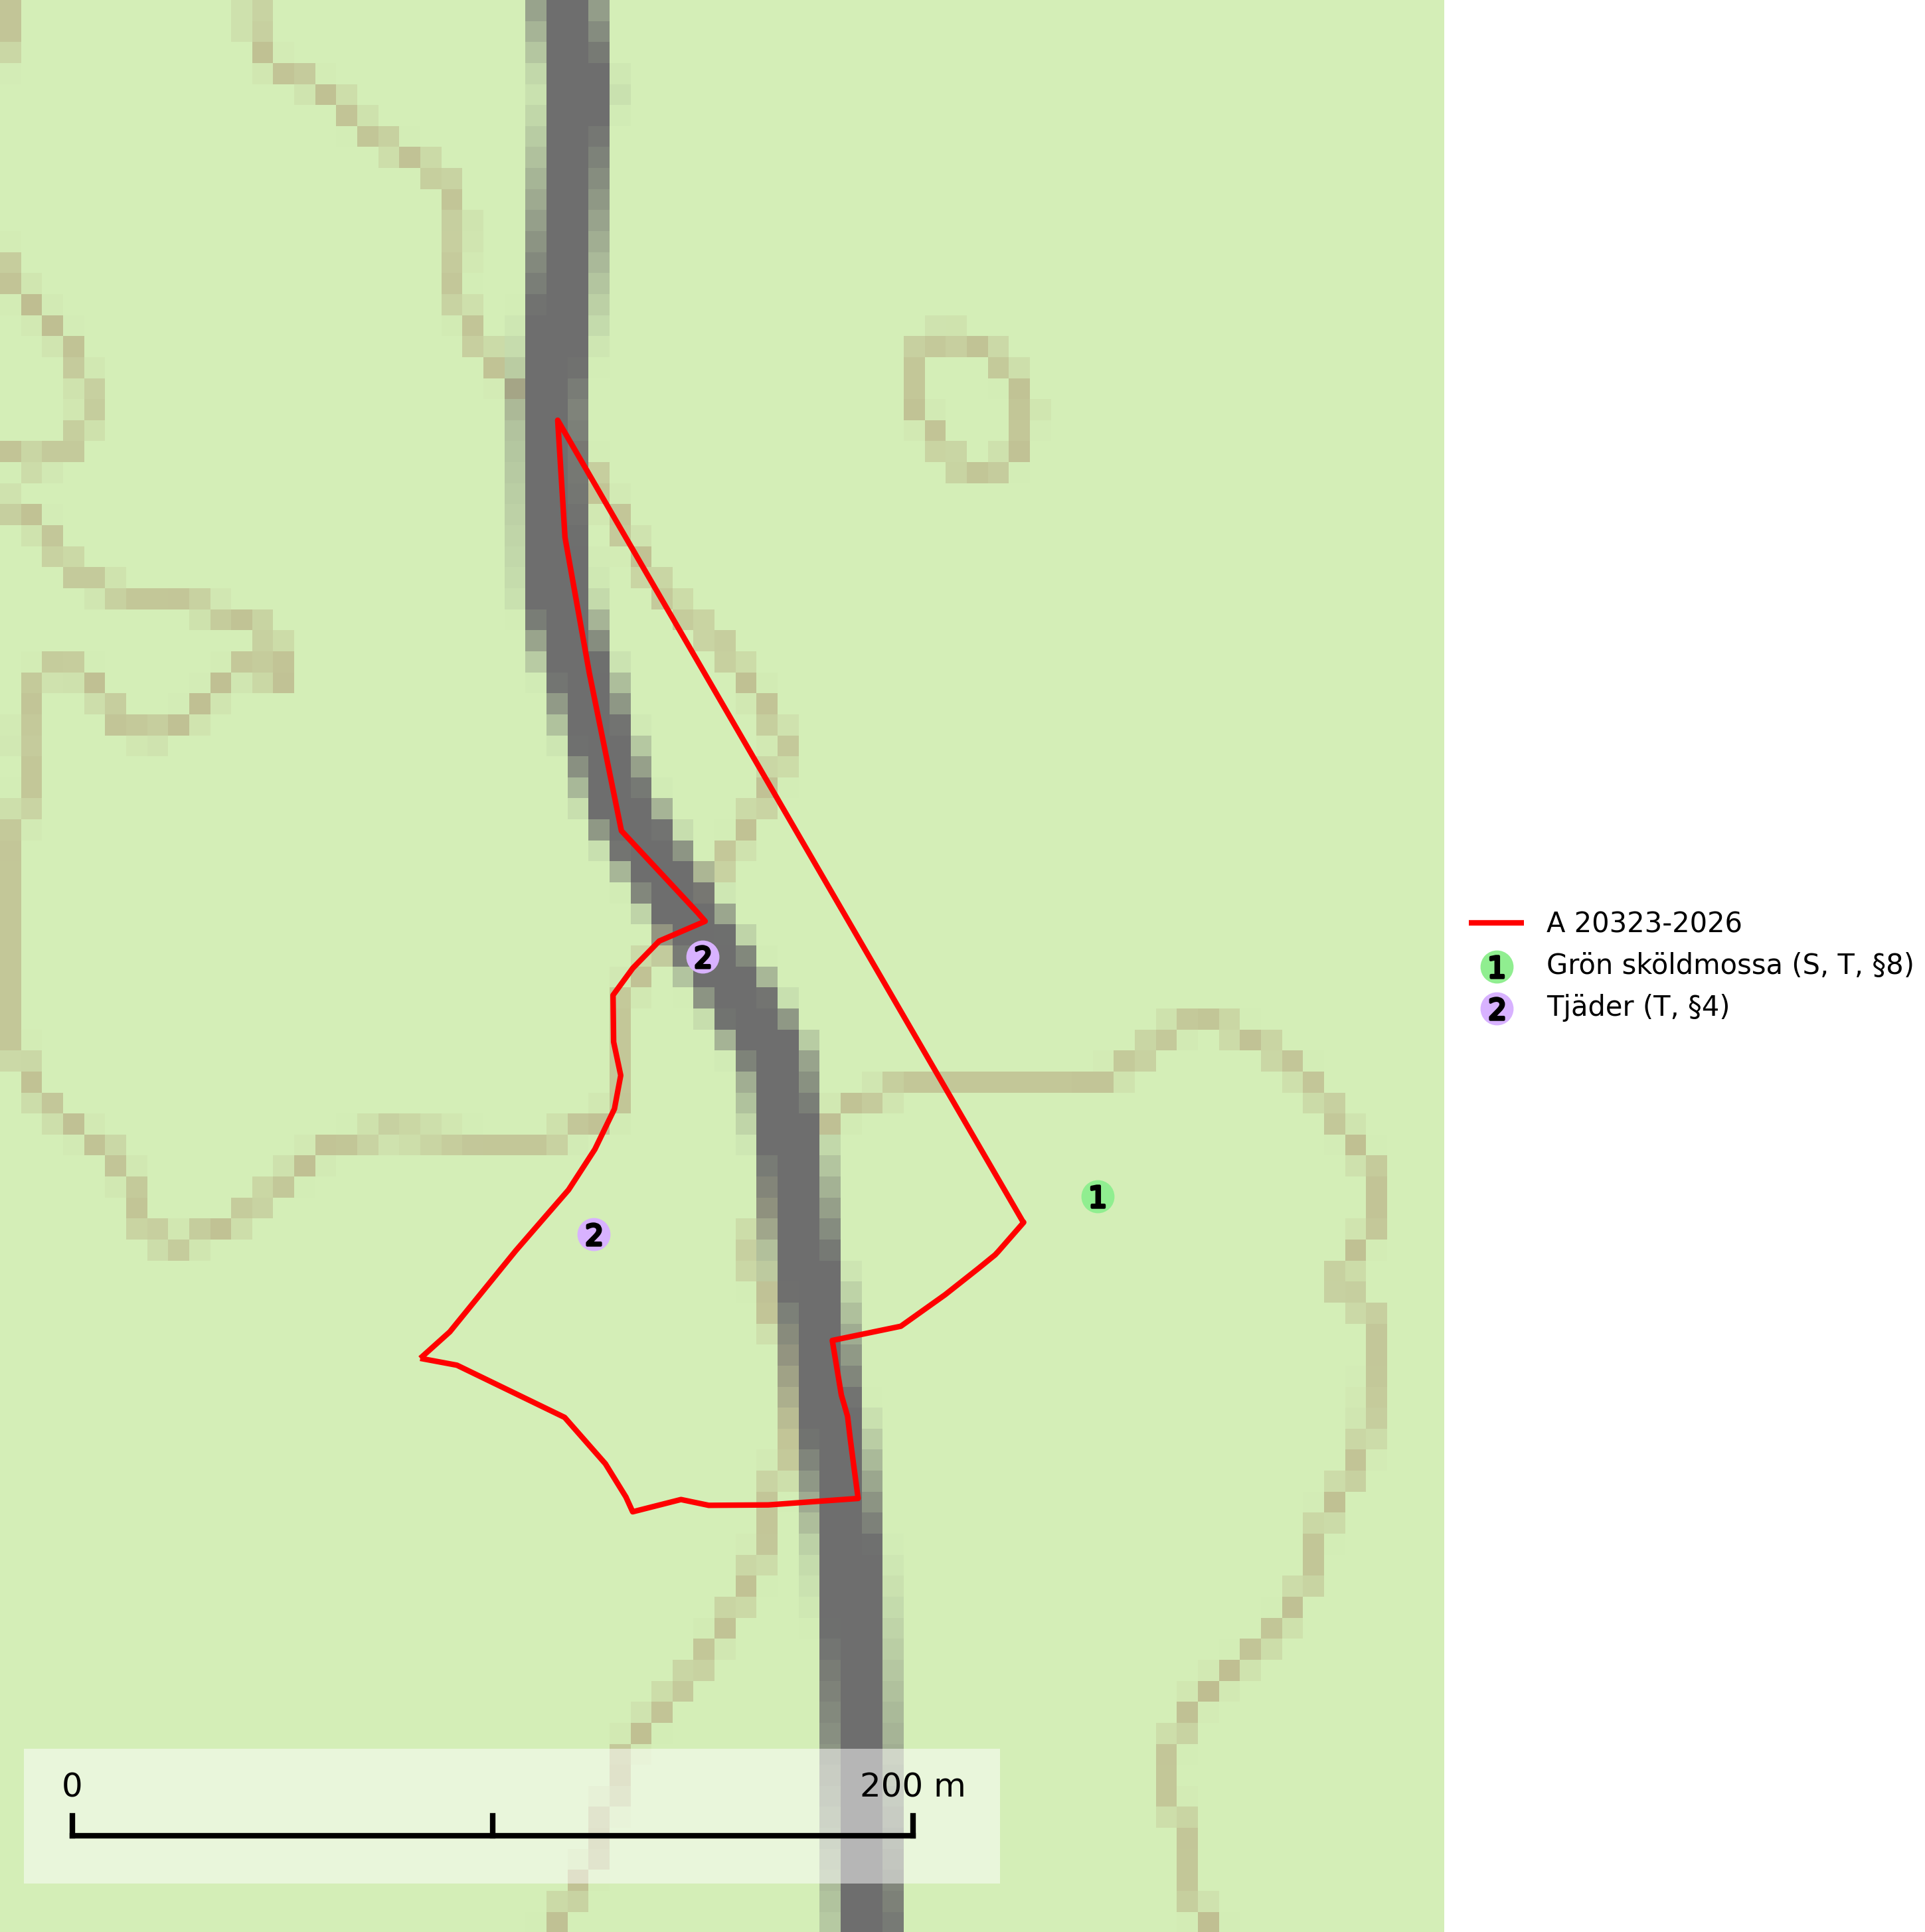 A 20323-2026
1 Grön sköldmossa (S, T, §8)
2 Tjäder (T, §4)
2
1
2
0 200 m